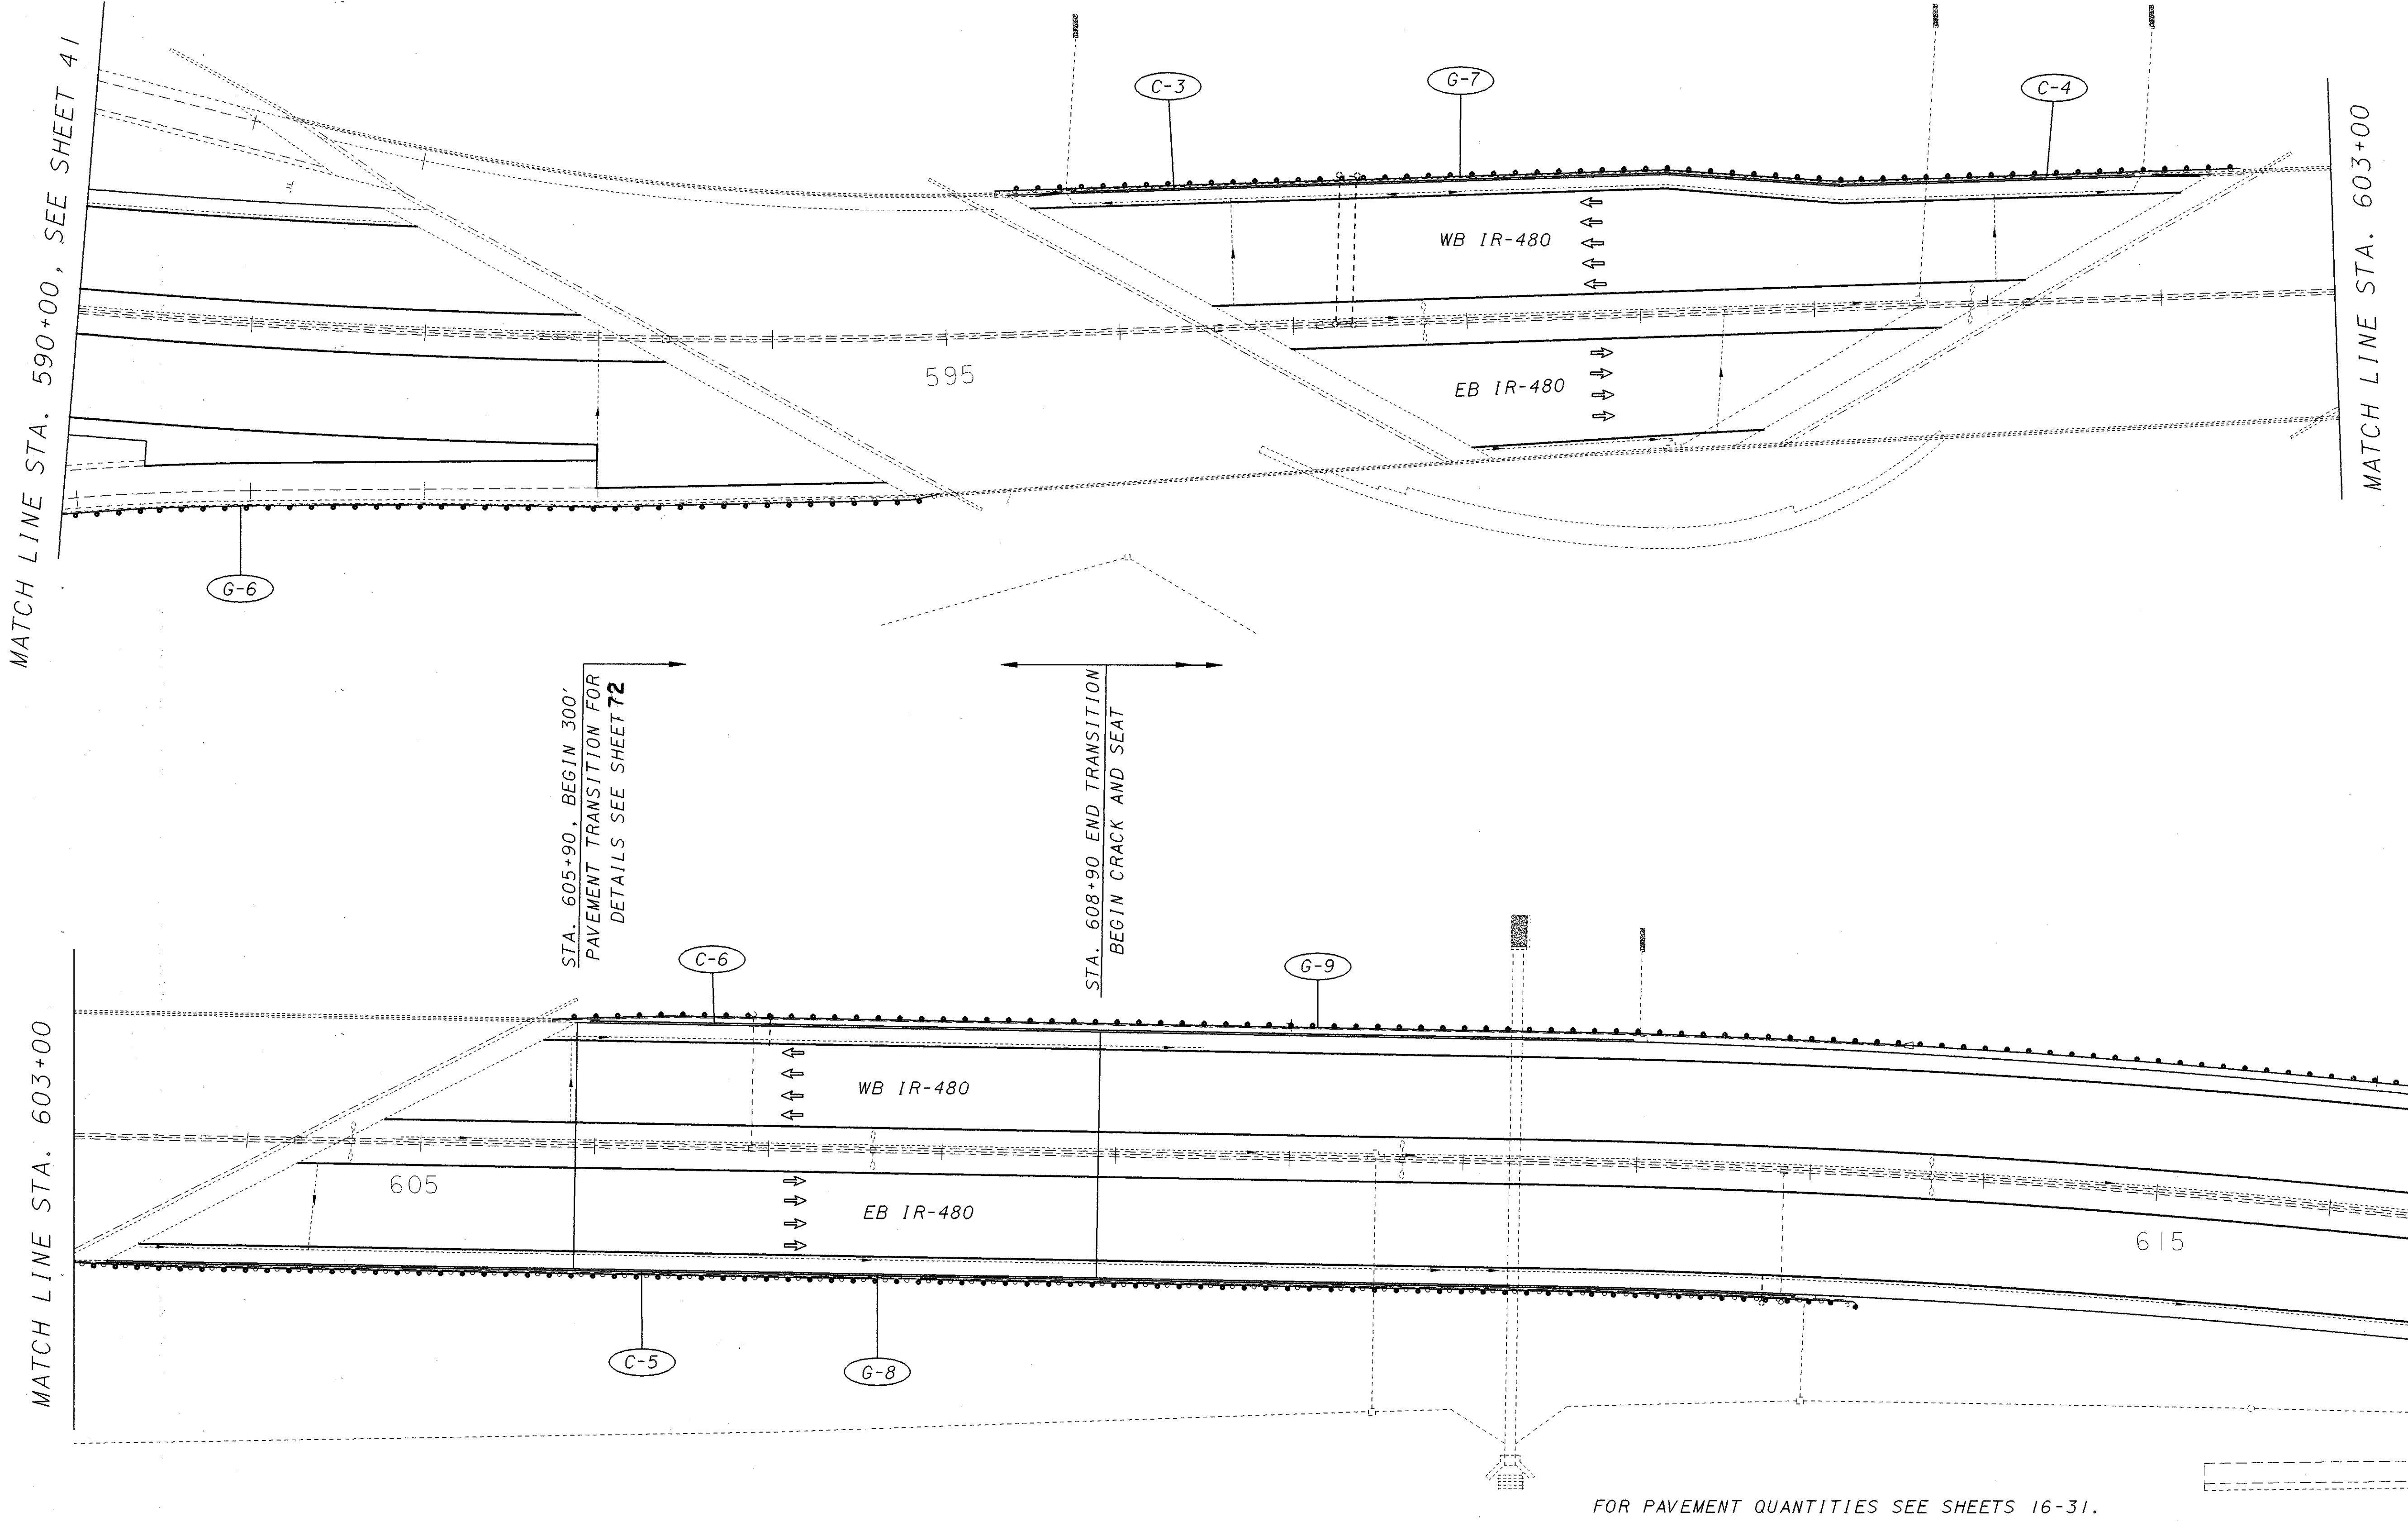 MATCH LINE STA. 590+00, SEE SHEET 41
C-3
G-7
C-4
WB IR-480
595
EB IR-480
G-6
MATCH LINE STA. 603+00
STA. 605+90, BEGIN 300'
PAVEMENT TRANSITION FOR
DETAILS SEE SHEET 72
STA. 608+90 END TRANSITION
BEGIN CRACK AND SEAT
MATCH LINE STA. 603+00
C-6
G-9
WB IR-480
605
EB IR-480
615
C-5
G-8
FOR PAVEMENT QUANTITIES SEE SHEETS 16-31.